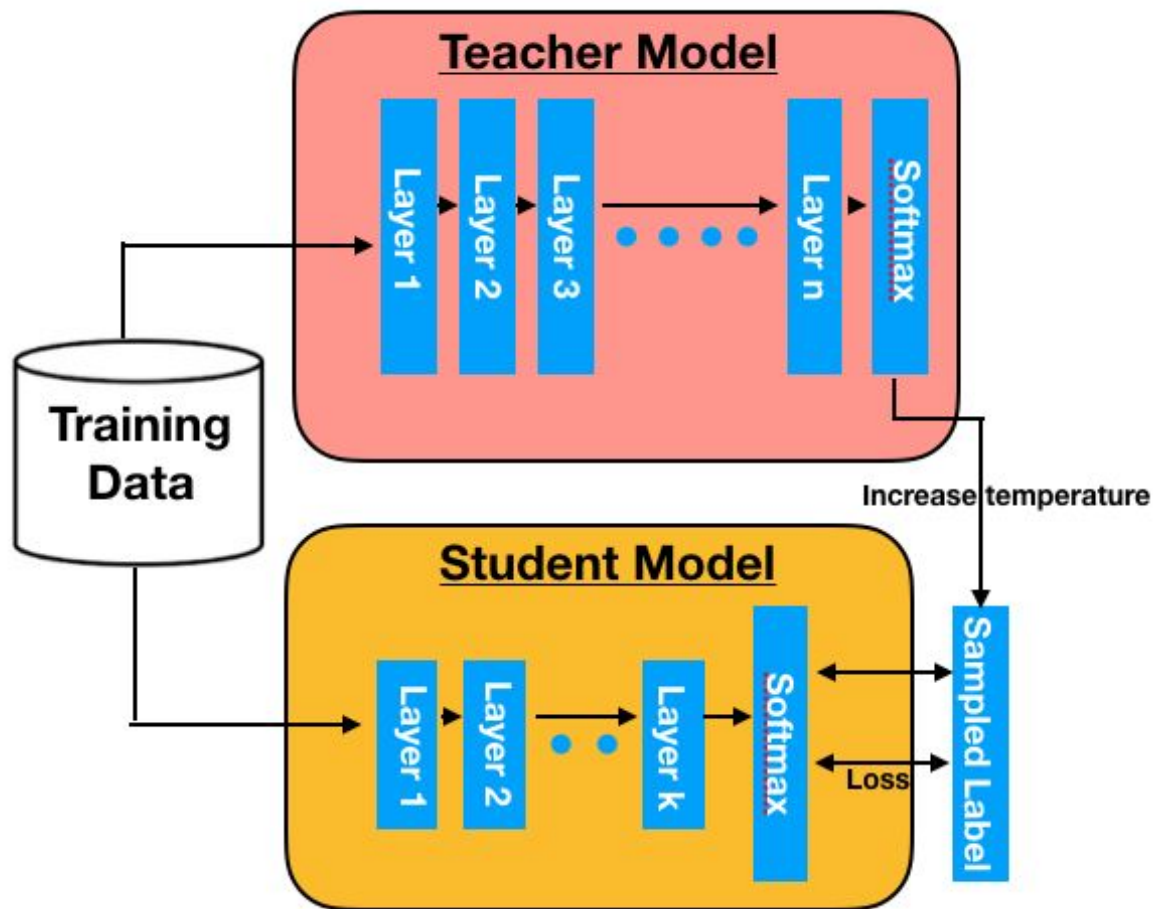 Teacher Model
Layer 1
Layer 2
Layer 3
Layer n
Softmax
Training
Data
Increase temperature
Student Model
Layer 1
Layer 2
Layer k
Softmax
Loss
Sampled Label